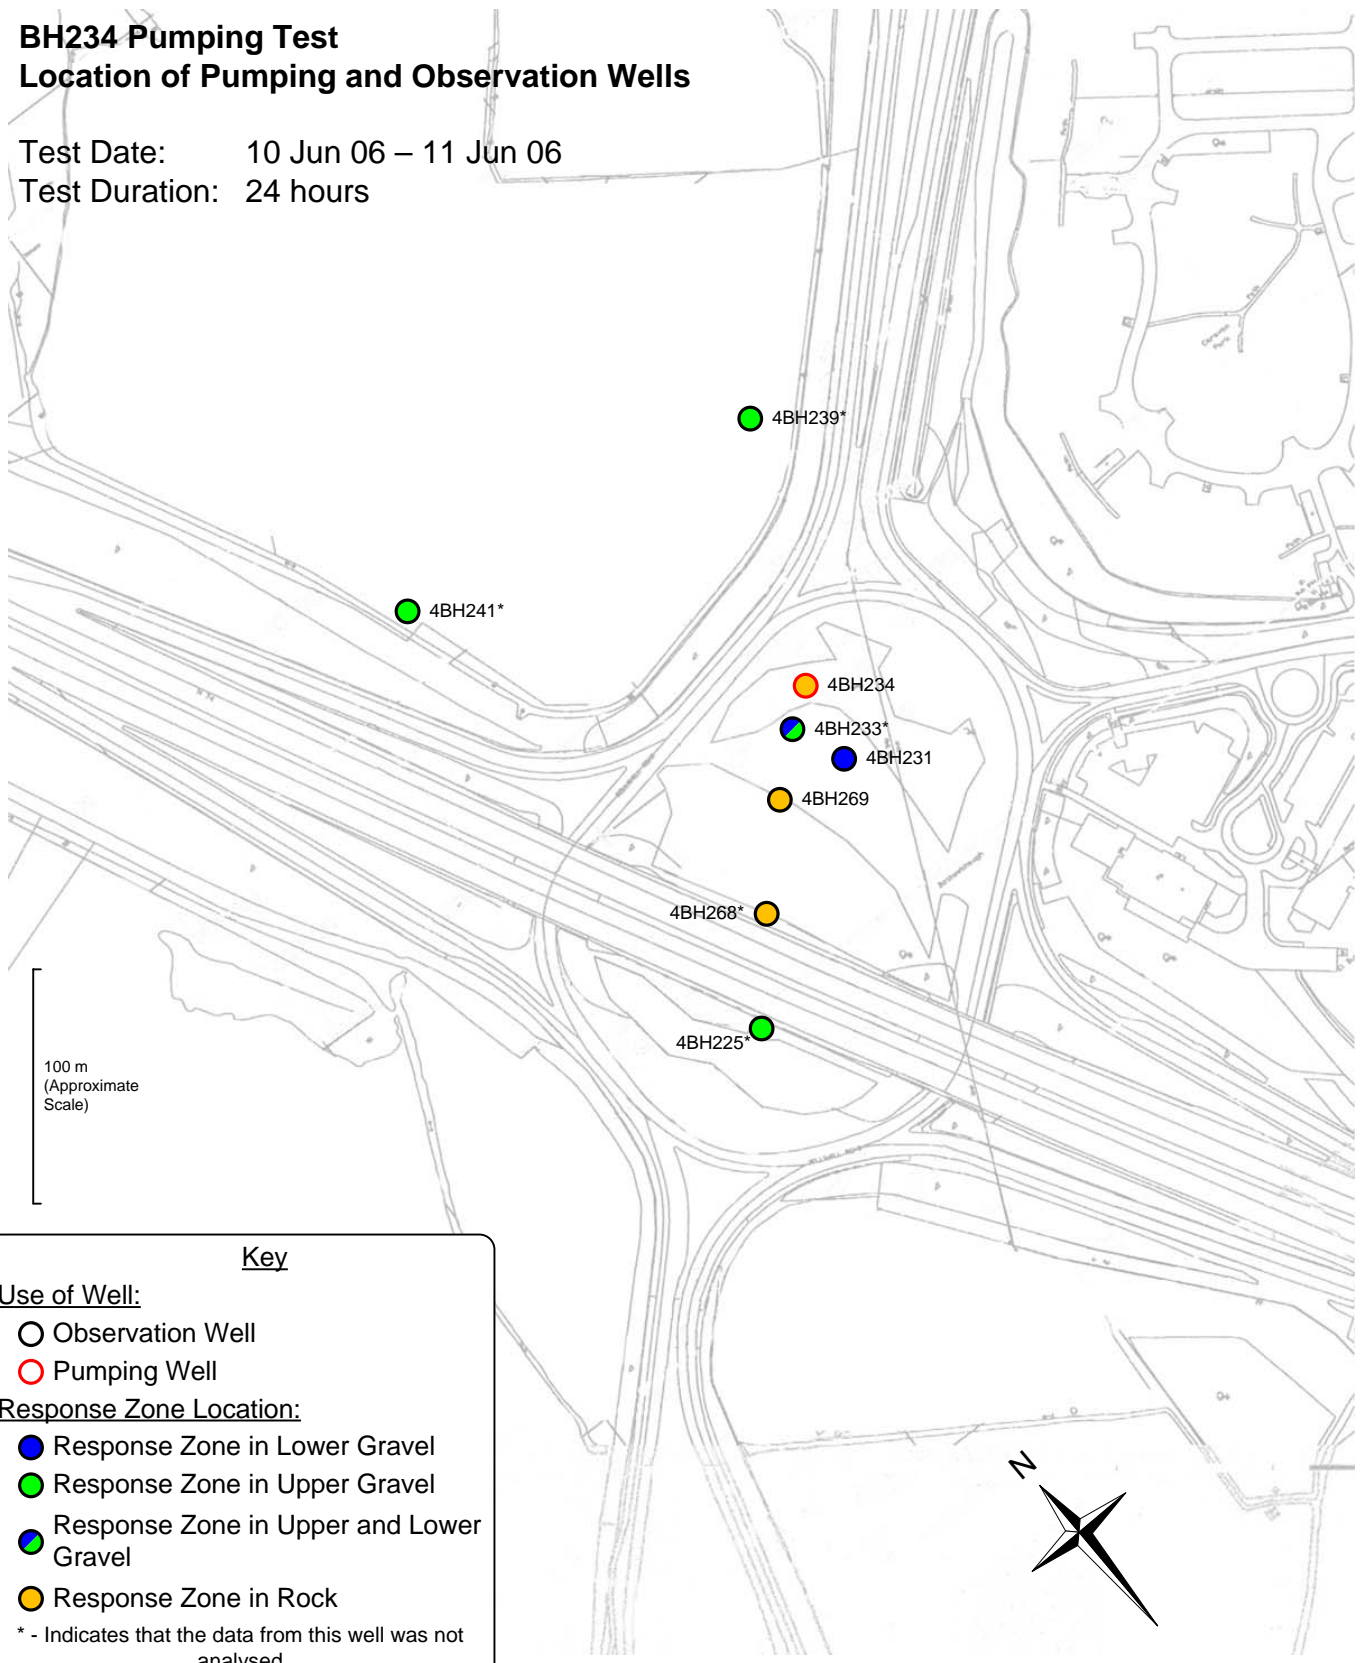 BH234 Pumping Test
Location of Pumping and Observation Wells
Test Date: 10 Jun 06 – 11 Jun 06
Test Duration: 24 hours
4BH239*
4BH241*
4BH234
4BH233*
4BH231
4BH269
4BH268*
4BH225*
100 m
(Approximate
Scale)
Key
Use of Well:
Observation Well
Pumping Well
Response Zone Location:
Response Zone in Lower Gravel
Response Zone in Upper Gravel
Response Zone in Upper and Lower
Gravel
Response Zone in Rock
* - Indicates that the data from this well was not
analysed
N